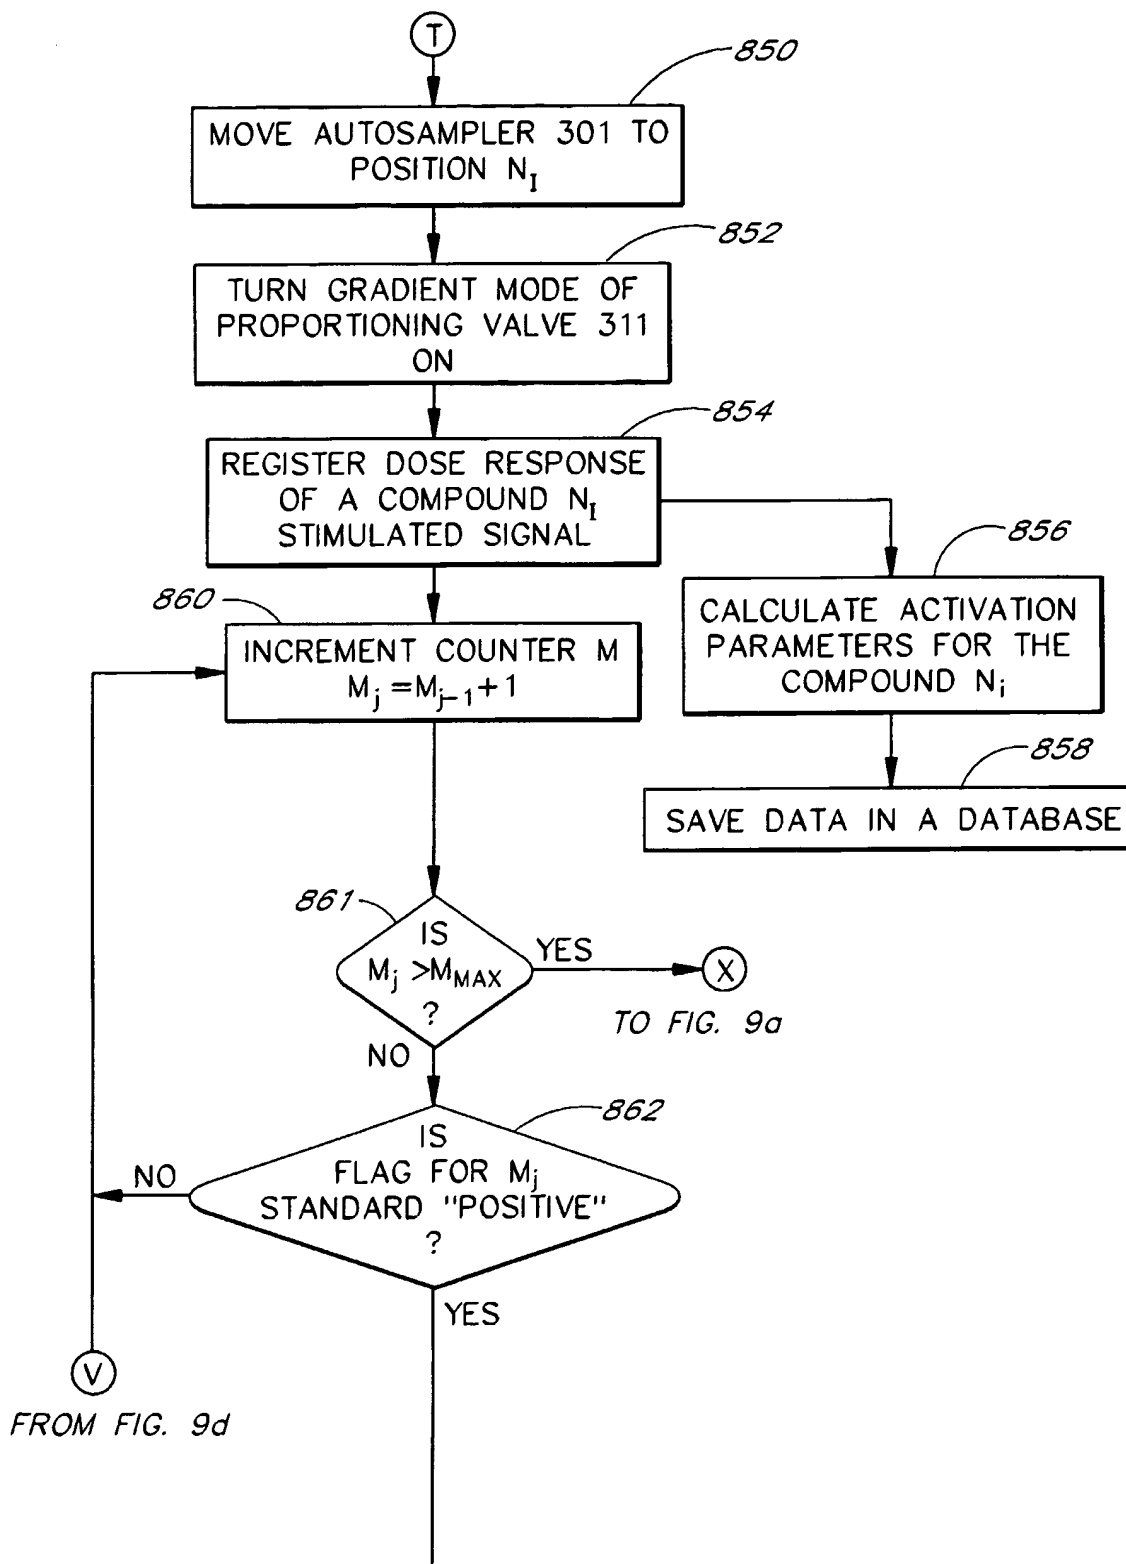 T
850
MOVE AUTOSAMPLER 301 TO
POSITION N_I
852
TURN GRADIENT MODE OF
PROPORTIONING VALVE 311
ON
854
REGISTER DOSE RESPONSE
OF A COMPOUND N_I
STIMULATED SIGNAL
856
CALCULATE ACTIVATION
PARAMETERS FOR THE
COMPOUND N_i
858
SAVE DATA IN A DATABASE
860
INCREMENT COUNTER M
M_j = M_{j-1} + 1
861
IS
M_j > M_MAX
?
YES
X
TO FIG. 9a
NO
862
IS
FLAG FOR M_j
STANDARD "POSITIVE"
?
NO
YES
V
FROM FIG. 9d